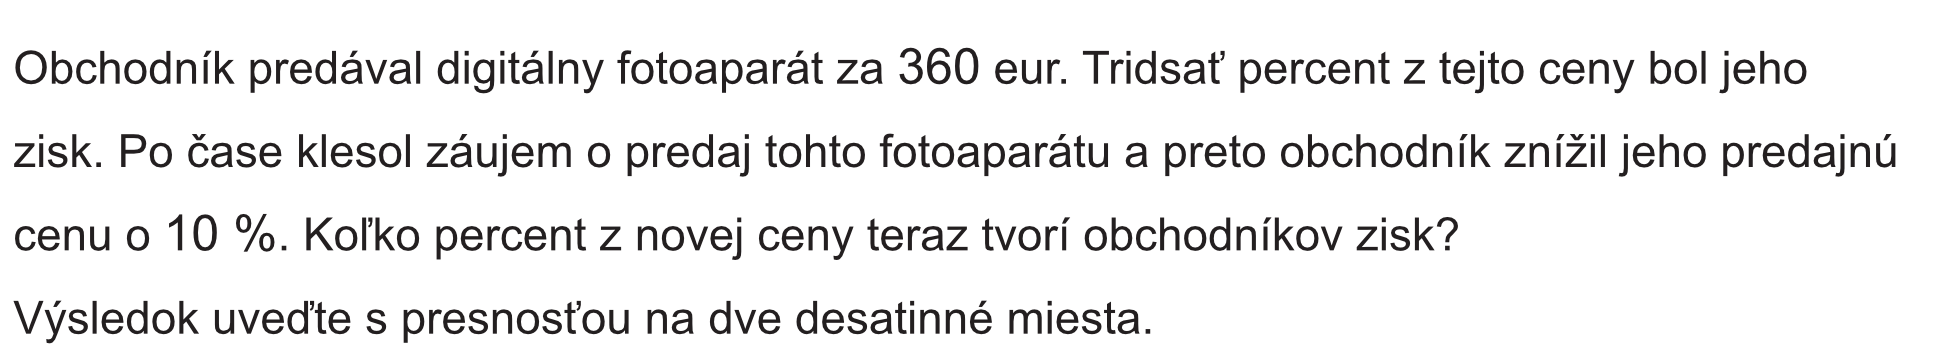 Obchodník predával digitálny fotoaparát za 360 eur. Tridsať percent z tejto ceny bol jeho
zisk. Po čase klesol záujem o predaj tohto fotoaparátu a preto obchodník znížil jeho predajnú
cenu o 10 %. Koľko percent z novej ceny teraz tvorí obchodníkov zisk?
Výsledok uveďte s presnosťou na dve desatinné miesta.